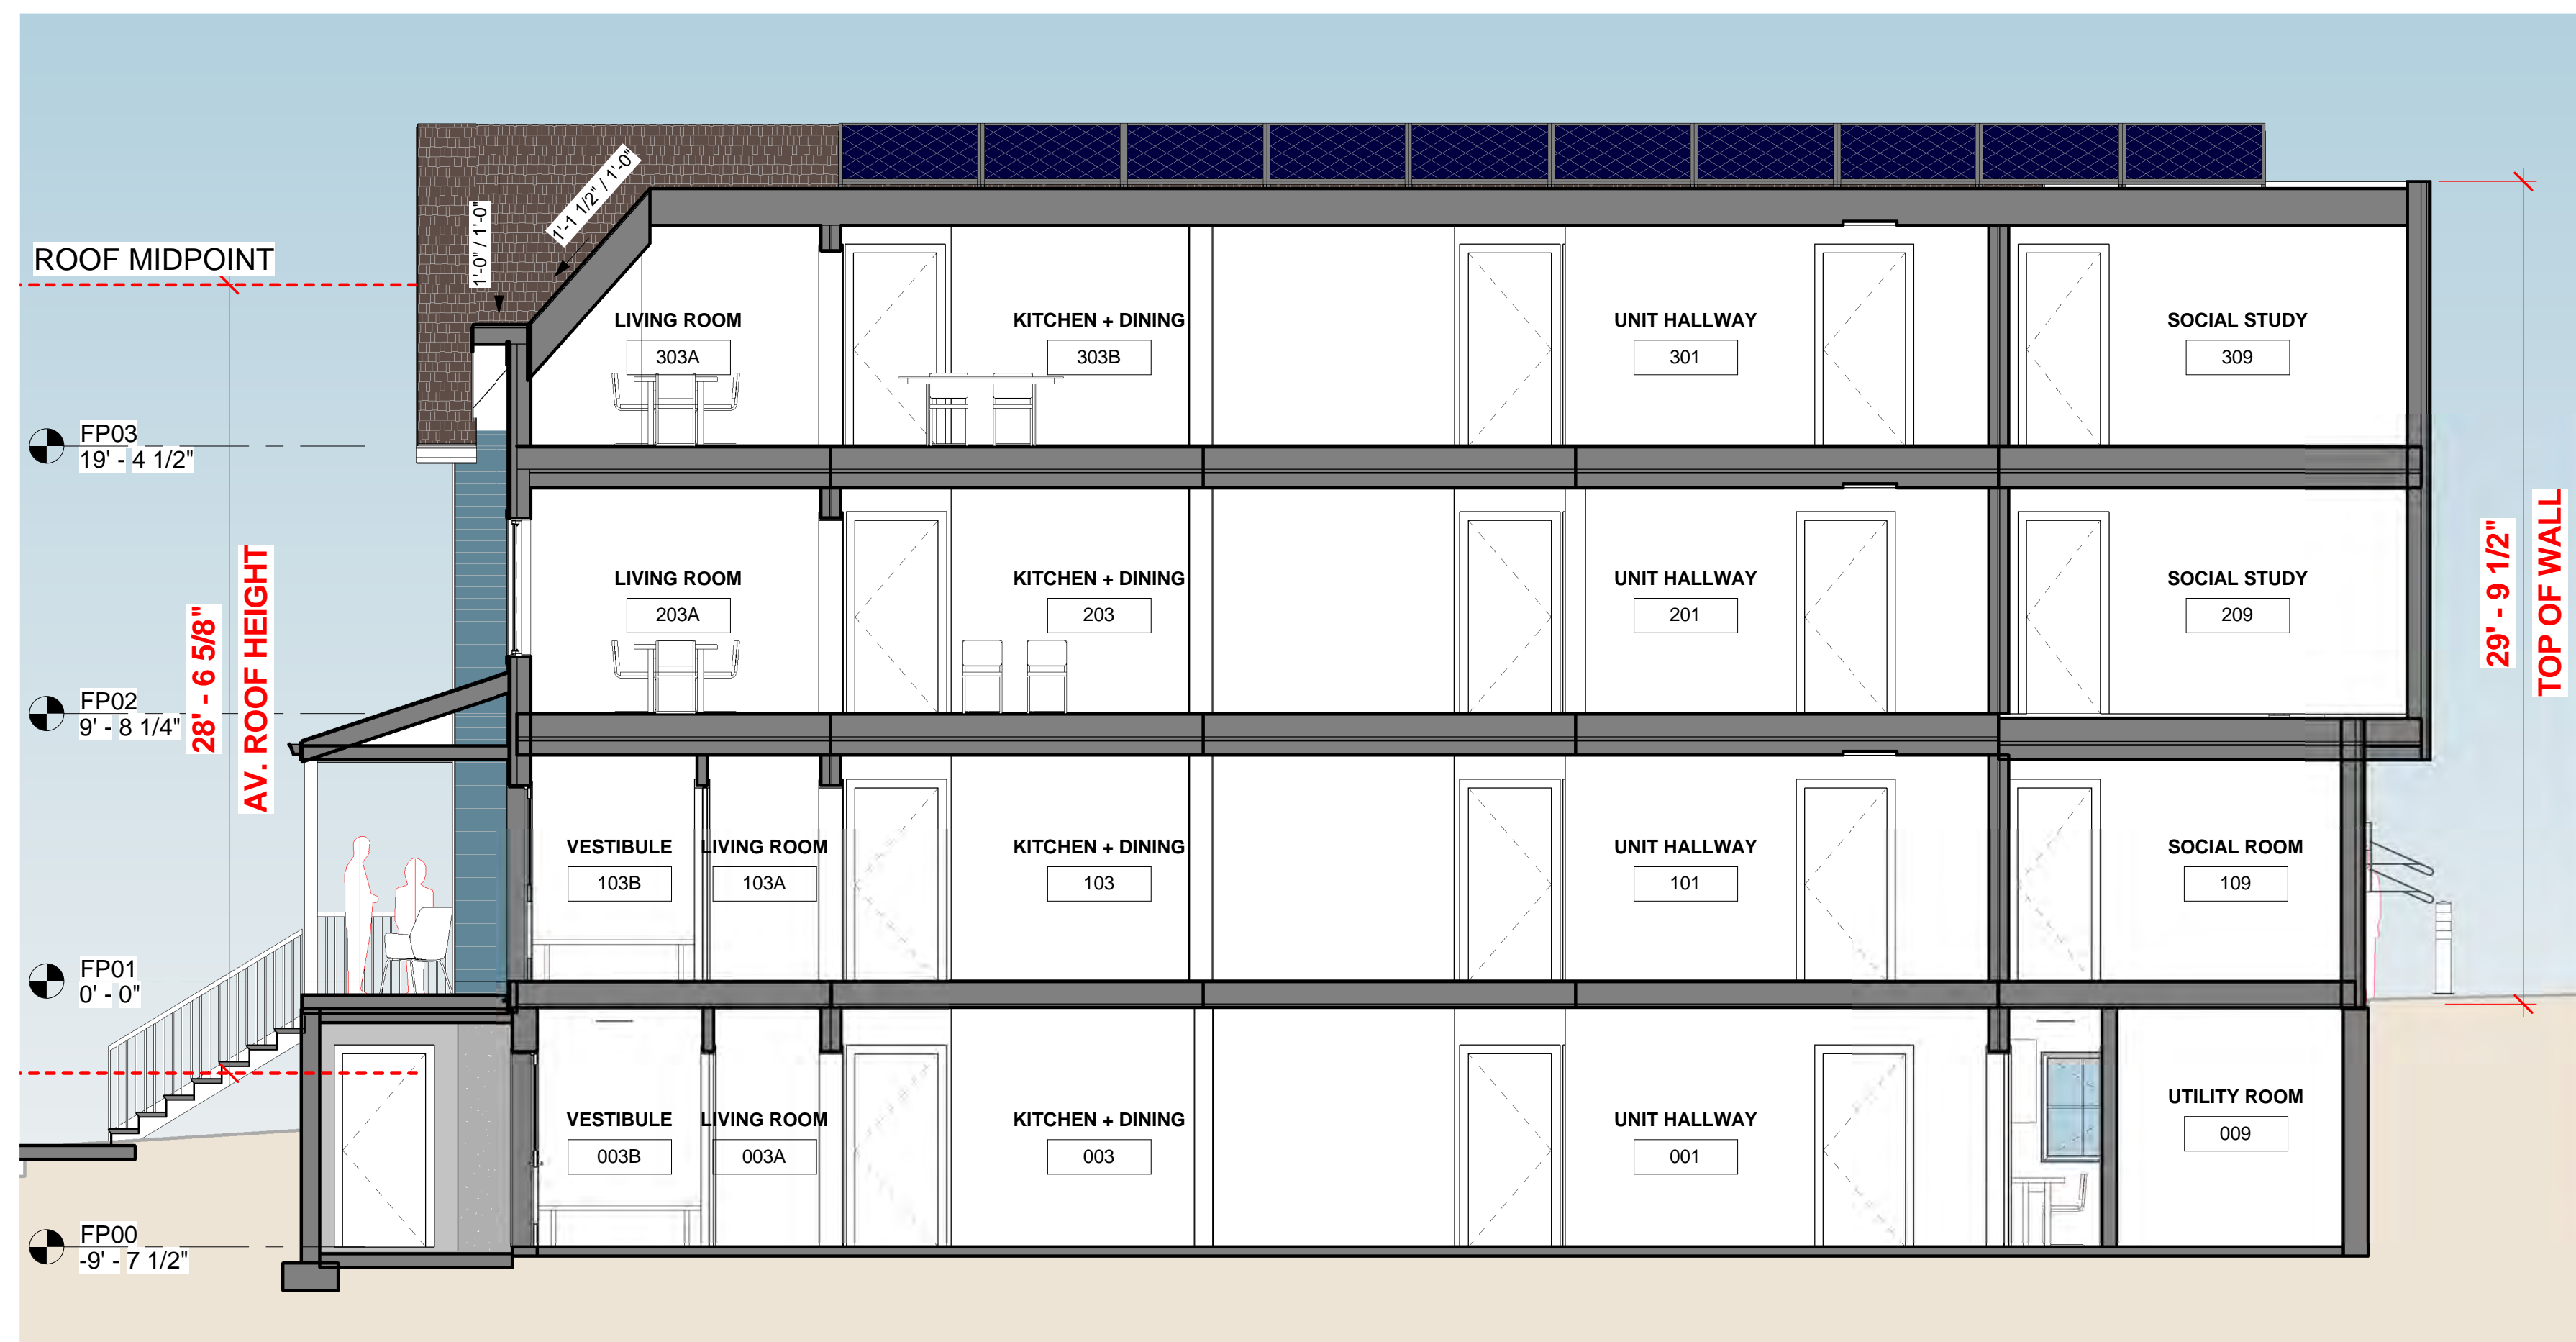 1'-0" / 1'-0"
1'-1 1/2" / 1'-0"
ROOF MIDPOINT
LIVING ROOM
303A
KITCHEN + DINING
303B
UNIT HALLWAY
301
SOCIAL STUDY
309
FP03
19' - 4 1/2"
28' - 6 5/8"
AV. ROOF HEIGHT
29' - 9 1/2"
TOP OF WALL
LIVING ROOM
203A
KITCHEN + DINING
203
UNIT HALLWAY
201
SOCIAL STUDY
209
FP02
9' - 8 1/4"
VESTIBULE
103B
LIVING ROOM
103A
KITCHEN + DINING
103
UNIT HALLWAY
101
SOCIAL ROOM
109
FP01
0' - 0"
VESTIBULE
003B
LIVING ROOM
003A
KITCHEN + DINING
003
UNIT HALLWAY
001
UTILITY ROOM
009
FP00
-9' - 7 1/2"